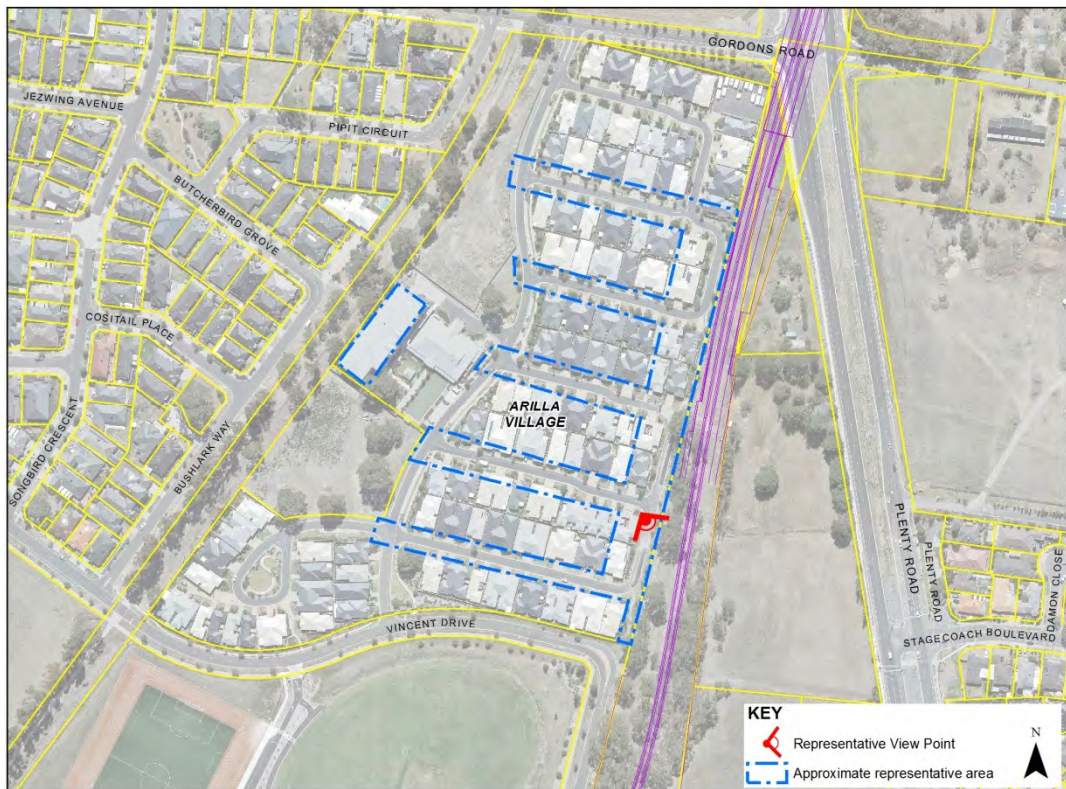 GORDONS ROAD
JEZWING AVENUE
PIPIT CIRCUIT
BUTCHERBIRD GROVE
COSITAIL PLACE
ARILLA
VILLAGE
SONGBIRD CRESCENT
BUSHLARK WAY
PLENTY ROAD
PLENTY ROAD
DAMON CLOSE
VINCENT DRIVE
STAGECOACH BOULEVARD
KEY
Representative View Point
Approximate representative area
N